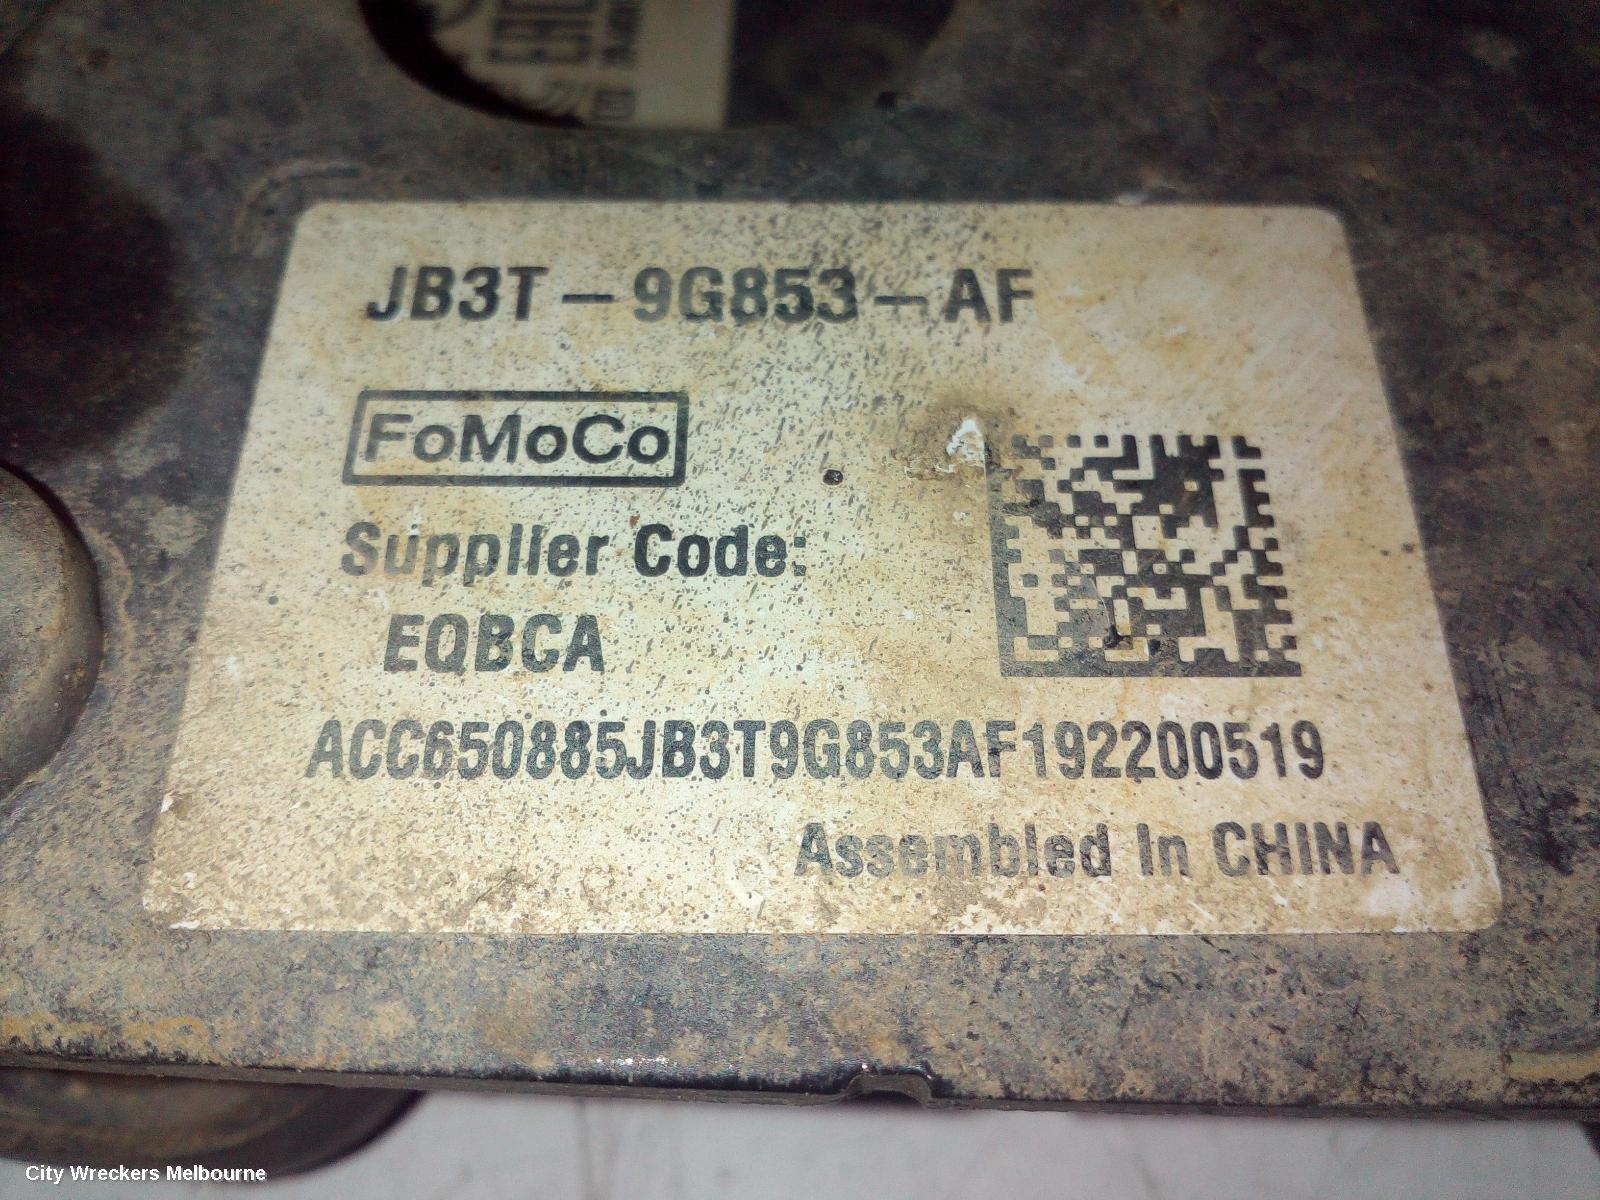 JB3T - 9G853 - AF
FoMoCo
Supplier Code:
EQBCA
ACC650885JB3T9G853AF192200519
Assembled In CHINA
City Wreckers Melbourne